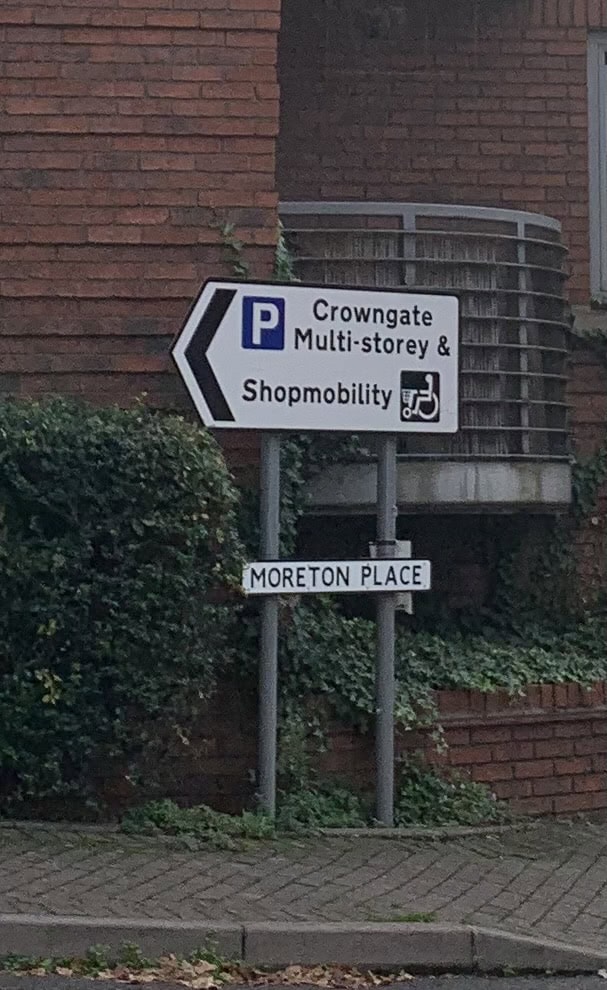 P Crowngate
Multi-storey &
Shopmobility
MORETON PLACE